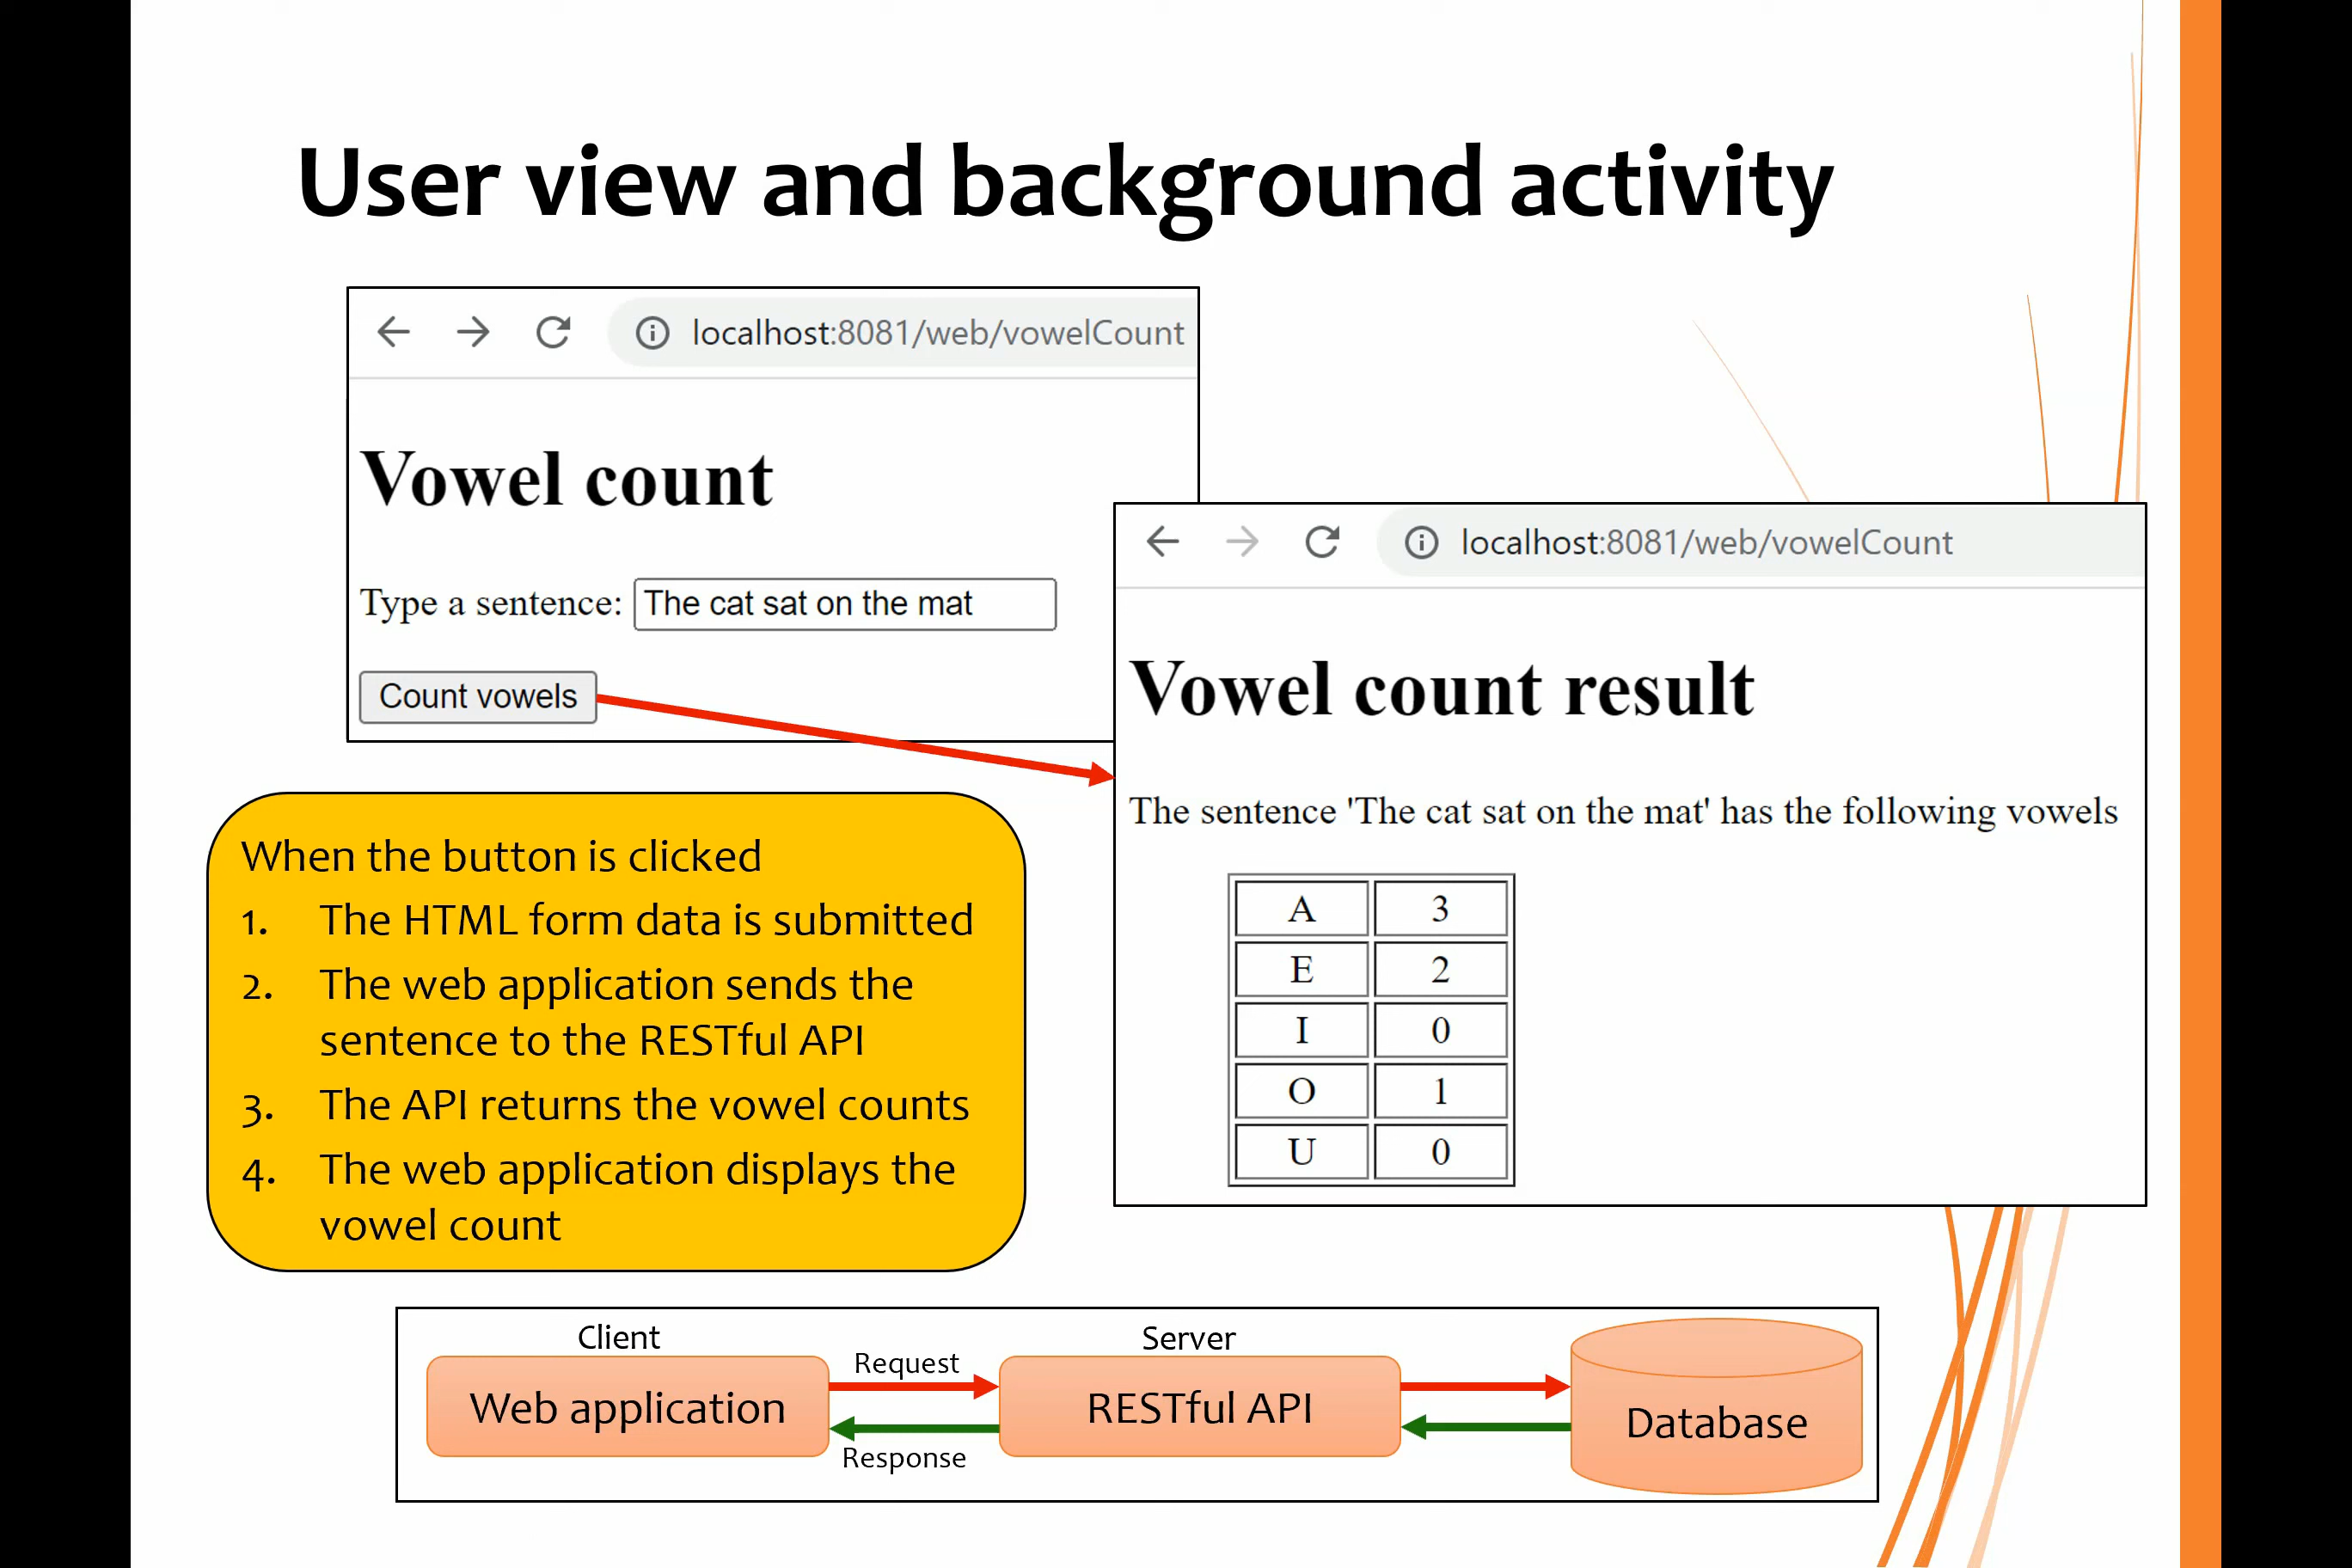 User view and background activity
localhost:8081/web/vowelCount
Vowel count
Type a sentence: The cat sat on the mat
Count vowels
localhost:8081/web/vowelCount
Vowel count result
The sentence 'The cat sat on the mat' has the following vowels
A 3
E 2
I 0
O 1
U 0
When the button is clicked
1. The HTML form data is submitted
2. The web application sends the
sentence to the RESTful API
3. The API returns the vowel counts
4. The web application displays the
vowel count
Client
Web application
Request
Response
Server
RESTful API
Database